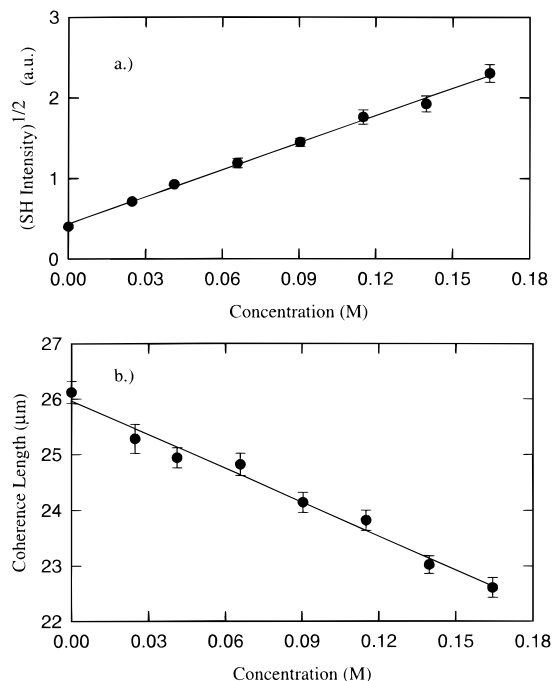 3
a.)
2
1
0
(SH Intensity)1/2 (a.u.)
0.00 0.03 0.06 0.09 0.12 0.15 0.18
Concentration (M)
27
b.)
26
25
24
23
22
Coherence Length (μm)
0.00 0.03 0.06 0.09 0.12 0.15 0.18
Concentration (M)